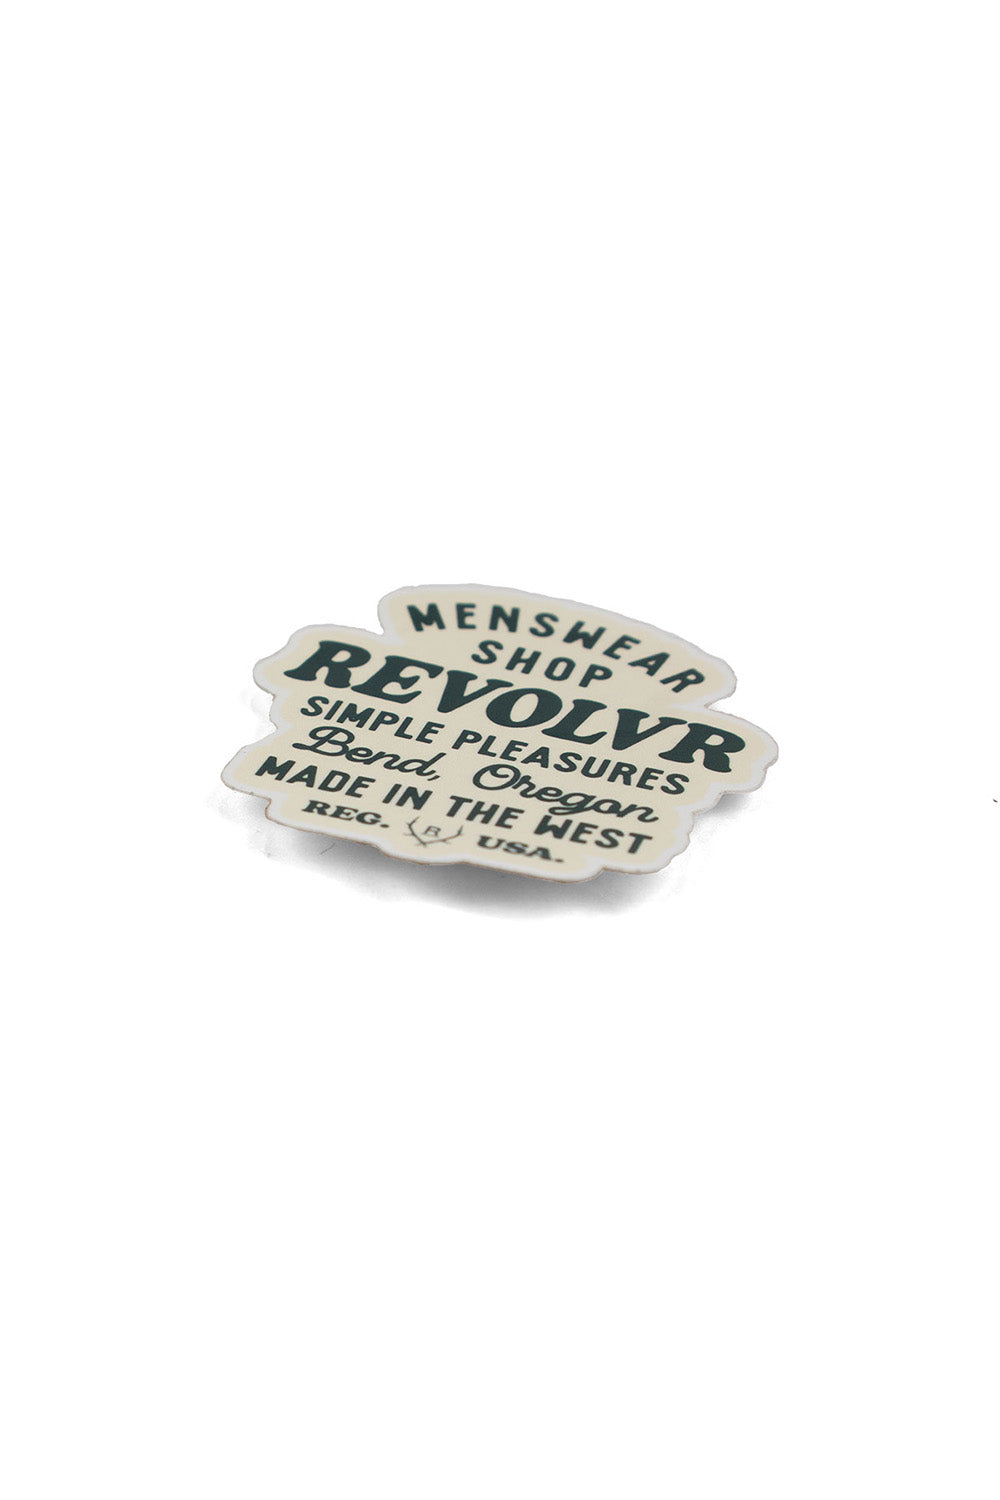 MENSWEAR
SHOP
REVOLVR
SIMPLE PLEASURES
Bend, Oregon
MADE IN THE WEST
REG. R USA.